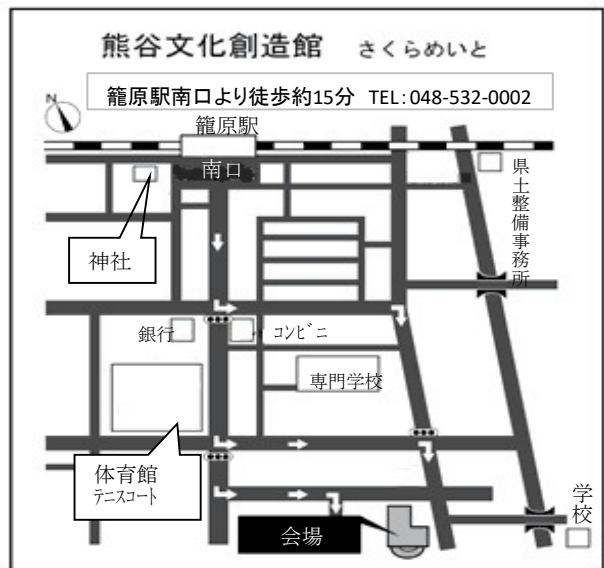 熊谷文化創造館 さくらめいと
籠原駅南口より徒歩約15分 TEL:048-532-0002
N
籠原駅
南口
県土整備事務所
神社
銀行
コンビニ
専門学校
体育館
テニスコート
会場
学校